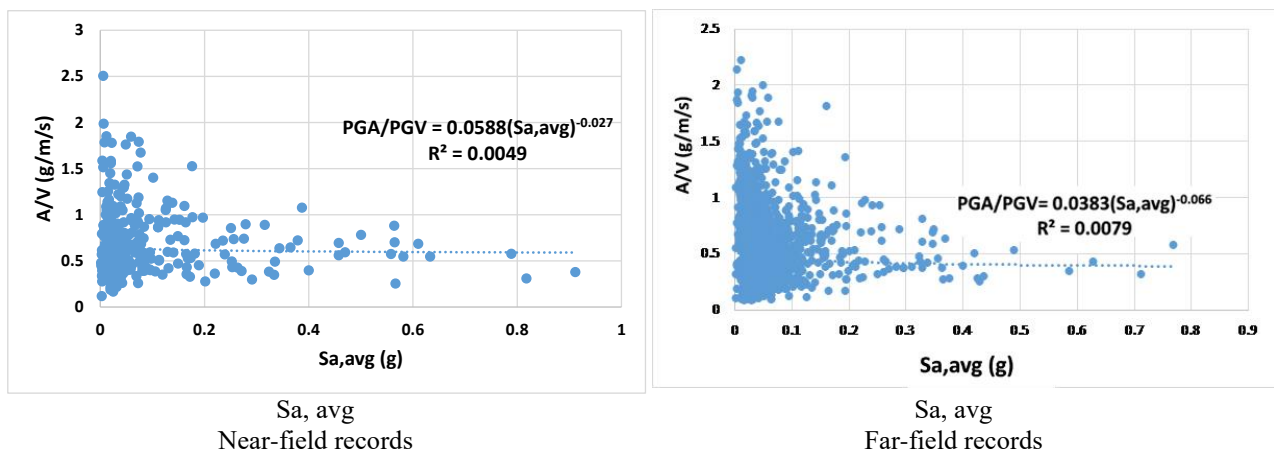 3
2.5
2
1.5
1
0.5
0
A/V (g/m/s)
PGA/PGV = 0.0588(Sa,avg)-0.027
R² = 0.0049
0 0.2 0.4 0.6 0.8 1
Sa,avg (g)
Sa, avg
Near-field records
2.5
2
1.5
1
0.5
0
A/V (g/m/s)
PGA/PGV = 0.0383(Sa,avg)-0.066
R² = 0.0079
0 0.1 0.2 0.3 0.4 0.5 0.6 0.7 0.8 0.9
Sa,avg (g)
Sa, avg
Far-field records